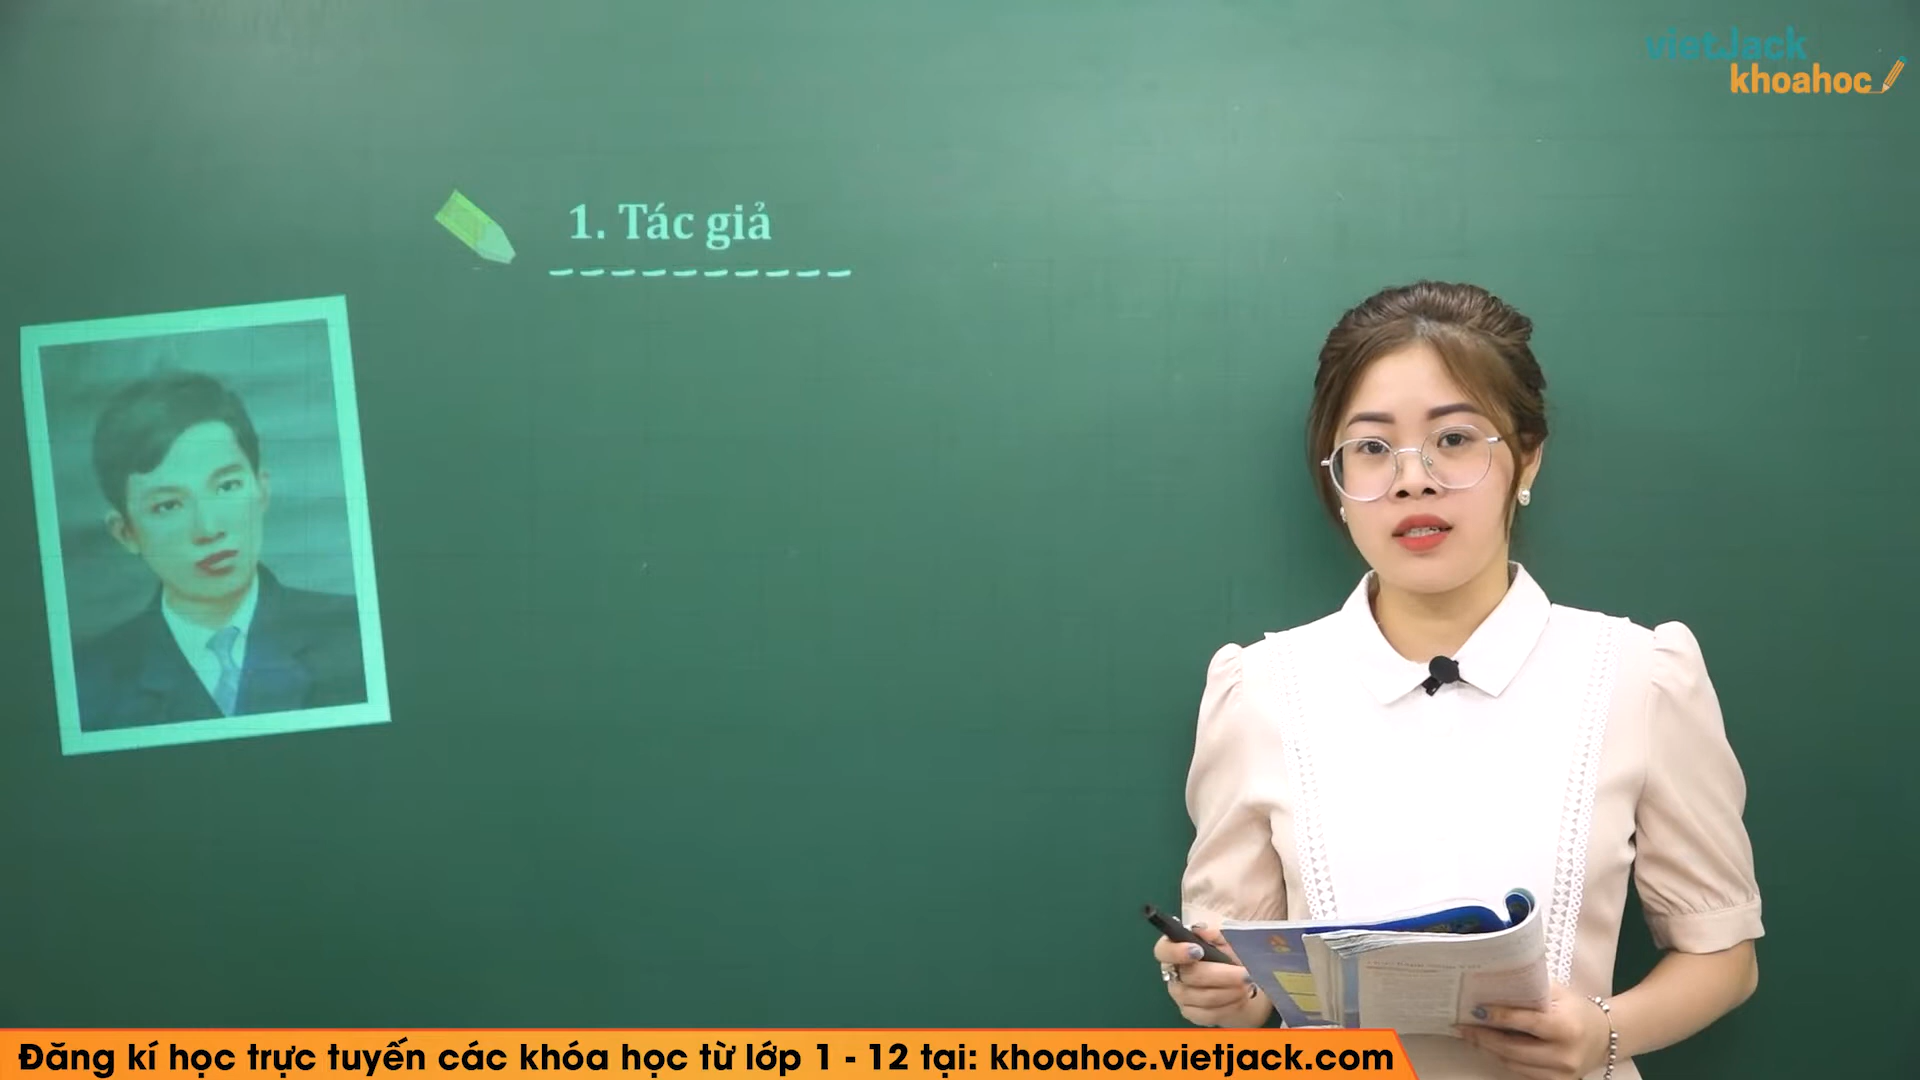 vietJack
khoahoc
1. Tác giả
Đăng kí học trực tuyến các khóa học từ lớp 1 - 12 tại: khoahoc.vietjack.com